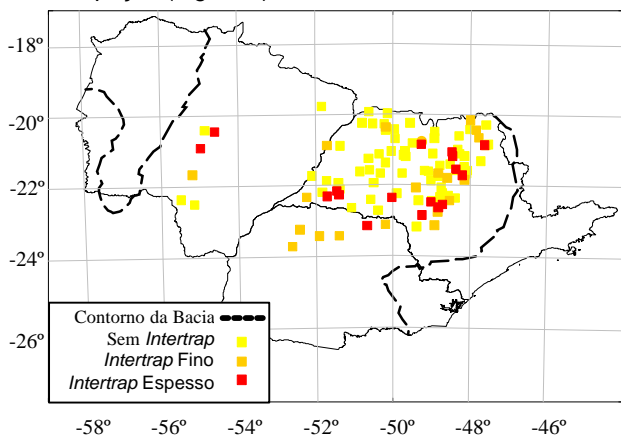 -18º
-20º
-22º
-24º
-26º
Contorno da Bacia
Sem Intertrap
Intertrap Fino
Intertrap Espesso
-58º -56º -54º -52º -50º -48º -46º